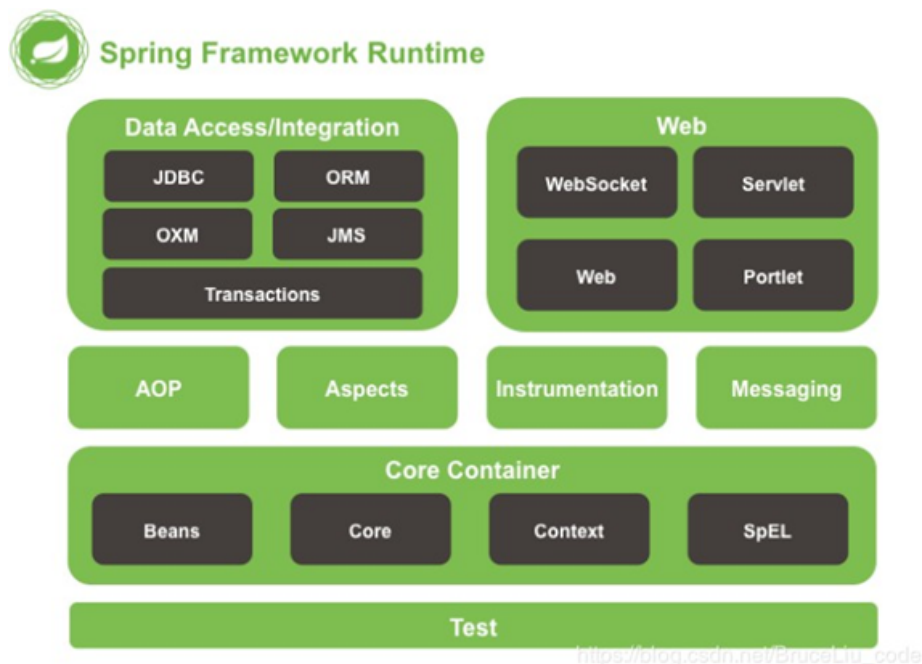 Spring Framework Runtime
Data Access/Integration
JDBC
ORM
OXM
JMS
Transactions
Web
WebSocket
Servlet
Web
Portlet
AOP
Aspects
Instrumentation
Messaging
Core Container
Beans
Core
Context
SpEL
Test
https://blog.csdn.net/BruceLiu_code